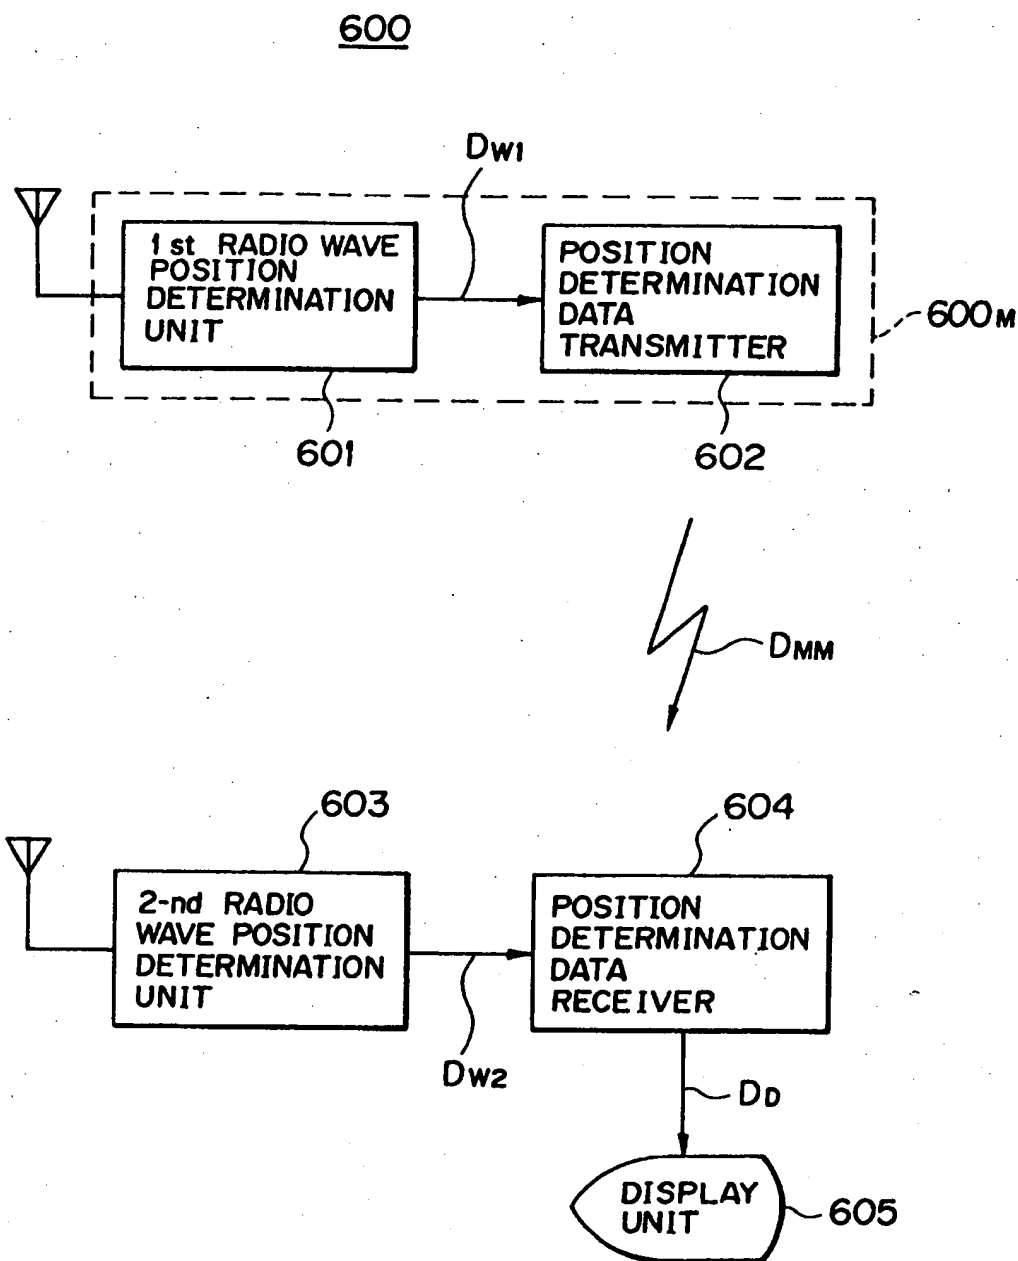 600
DW1
1st RADIO WAVE
POSITION
DETERMINATION
UNIT
POSITION
DETERMINATION
DATA
TRANSMITTER
600M
601
602
DMM
603
604
2-nd RADIO
WAVE POSITION
DETERMINATION
UNIT
POSITION
DETERMINATION
DATA
RECEIVER
DW2
DD
DISPLAY
UNIT
605